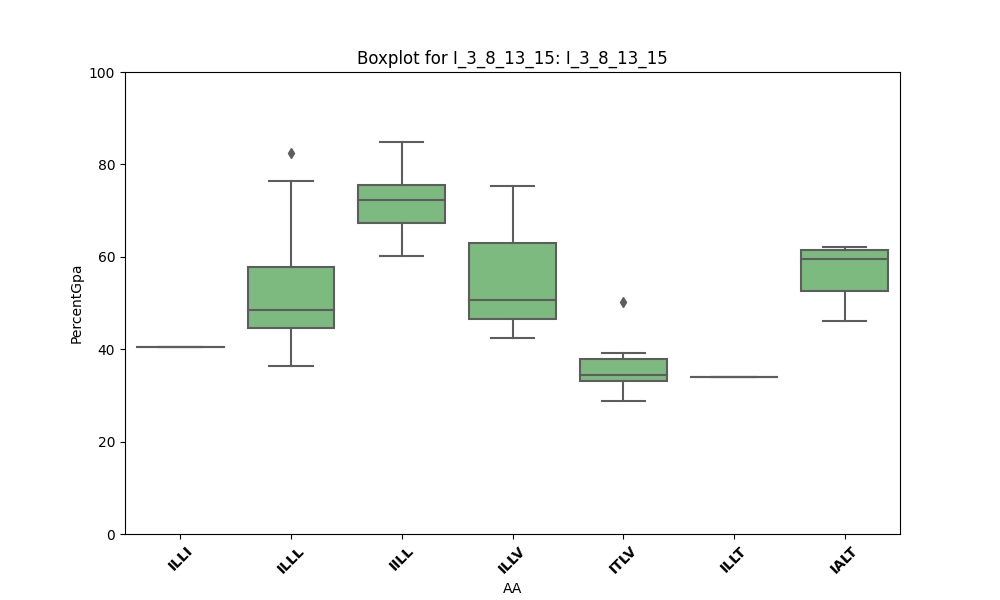 Boxplot for I_3_8_13_15: I_3_8_13_15
100
80
60
40
20
0
PercentGpa
ILLI
ILLL
IILL
ILLV
ITLV
ILLT
IALT
AA